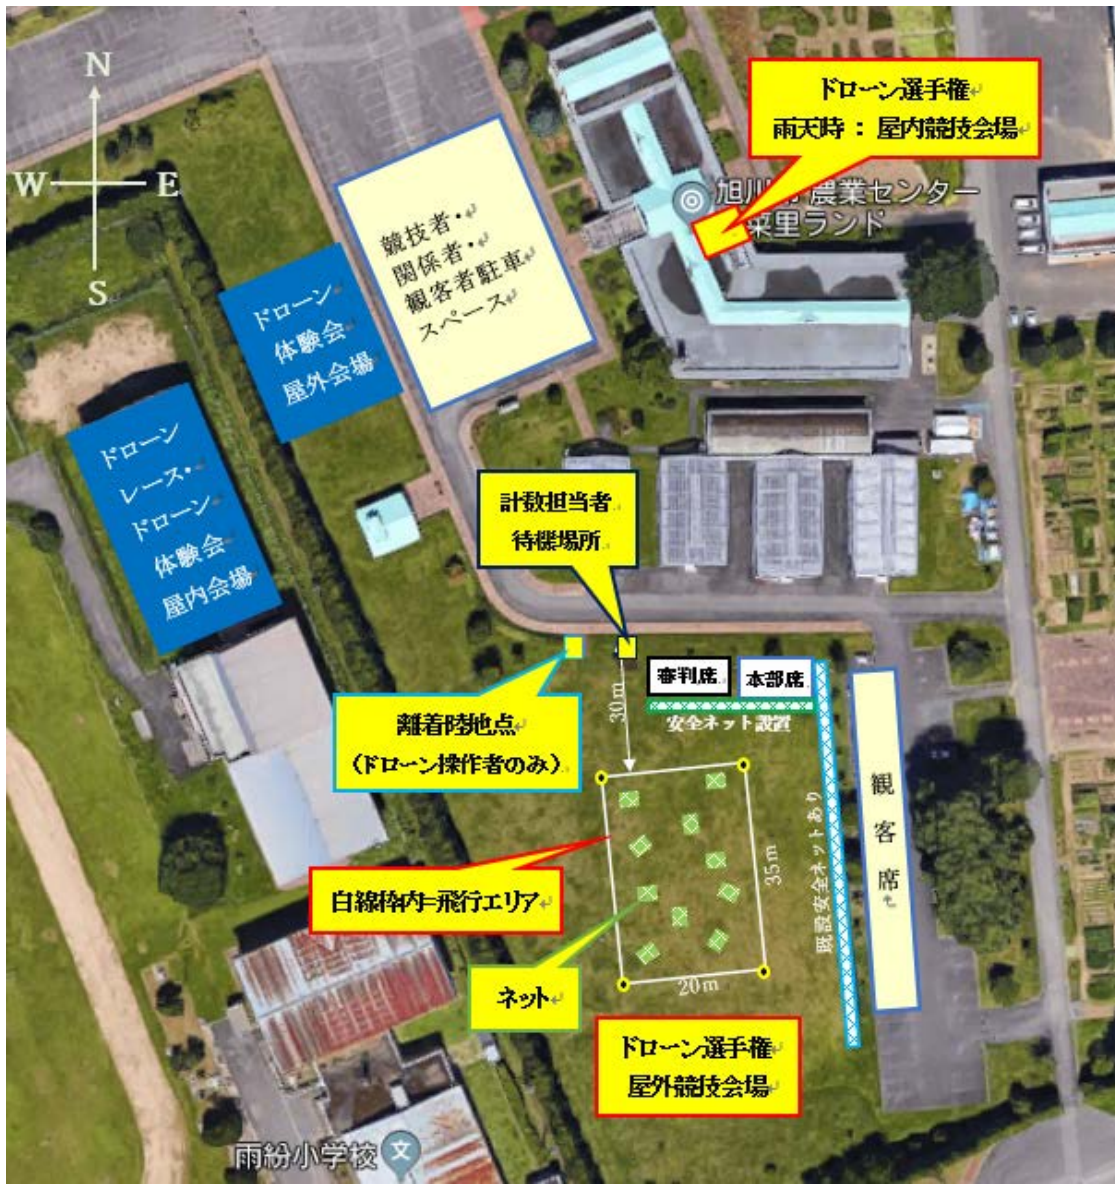 N
W
E
S
ドローン選手権
雨天時：屋内競技会場
旭川市農業センター
菜里ランド
競技者・
関係者・
観客者駐車
スペース
ドローン
体験会
屋外会場
ドローン
レース・
ドローン
体験会
屋内会場
計数担当者
待機場所
審判席
本部席
安全ネット設置
30m
離着陸地点
（ドローン操作者のみ）
観客席
既設安全ネットあり
35m
白線枠内=飛行エリア
ネット
20m
ドローン選手権
屋外競技会場
雨紛小学校
文